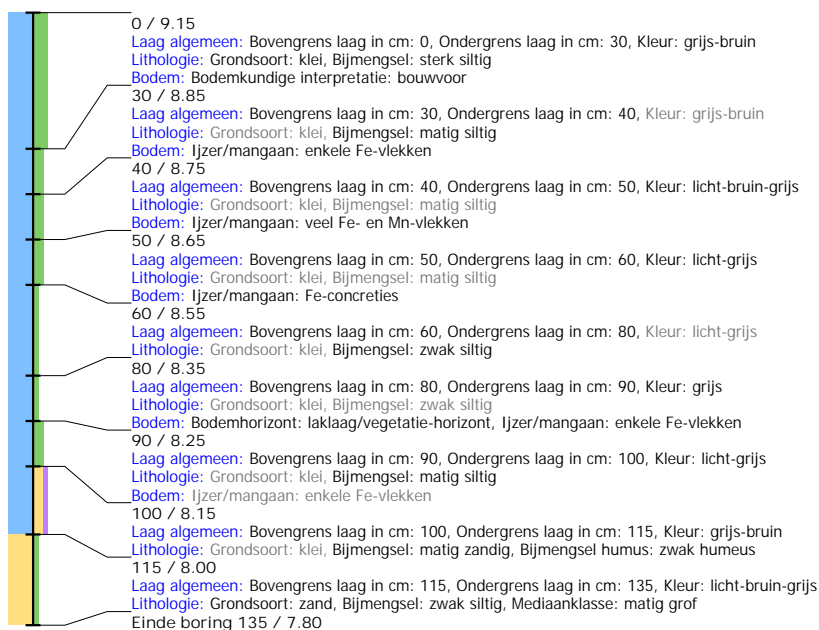 0 / 9.15
Laag algemeen: Bovengrens laag in cm: 0, Ondergrens laag in cm: 30, Kleur: grijs-bruin
Lithologie: Grondsoort: klei, Bijmengsel: sterk siltig
Bodem: Bodemkundige interpretatie: bouwvoor
30 / 8.85
Laag algemeen: Bovengrens laag in cm: 30, Ondergrens laag in cm: 40, Kleur: grijs-bruin
Lithologie: Grondsoort: klei, Bijmengsel: matig siltig
Bodem: Ijzer/mangaan: enkele Fe-vlekken
40 / 8.75
Laag algemeen: Bovengrens laag in cm: 40, Ondergrens laag in cm: 50, Kleur: licht-bruin-grijs
Lithologie: Grondsoort: klei, Bijmengsel: matig siltig
Bodem: Ijzer/mangaan: veel Fe- en Mn-vlekken
50 / 8.65
Laag algemeen: Bovengrens laag in cm: 50, Ondergrens laag in cm: 60, Kleur: licht-grijs
Lithologie: Grondsoort: klei, Bijmengsel: matig siltig
Bodem: Ijzer/mangaan: Fe-concreties
60 / 8.55
Laag algemeen: Bovengrens laag in cm: 60, Ondergrens laag in cm: 80, Kleur: licht-grijs
Lithologie: Grondsoort: klei, Bijmengsel: zwak siltig
80 / 8.35
Laag algemeen: Bovengrens laag in cm: 80, Ondergrens laag in cm: 90, Kleur: grijs
Lithologie: Grondsoort: klei, Bijmengsel: zwak siltig
Bodem: Bodemhorizont: laklaag/vegetatie-horizont, Ijzer/mangaan: enkele Fe-vlekken
90 / 8.25
Laag algemeen: Bovengrens laag in cm: 90, Ondergrens laag in cm: 100, Kleur: licht-grijs
Lithologie: Grondsoort: klei, Bijmengsel: matig siltig
Bodem: Ijzer/mangaan: enkele Fe-vlekken
100 / 8.15
Laag algemeen: Bovengrens laag in cm: 100, Ondergrens laag in cm: 115, Kleur: grijs-bruin
Lithologie: Grondsoort: klei, Bijmengsel: matig zandig, Bijmengsel humus: zwak humeus
115 / 8.00
Laag algemeen: Bovengrens laag in cm: 115, Ondergrens laag in cm: 135, Kleur: licht-bruin-grijs
Lithologie: Grondsoort: zand, Bijmengsel: zwak siltig, Mediaanklasse: matig grof
Einde boring 135 / 7.80